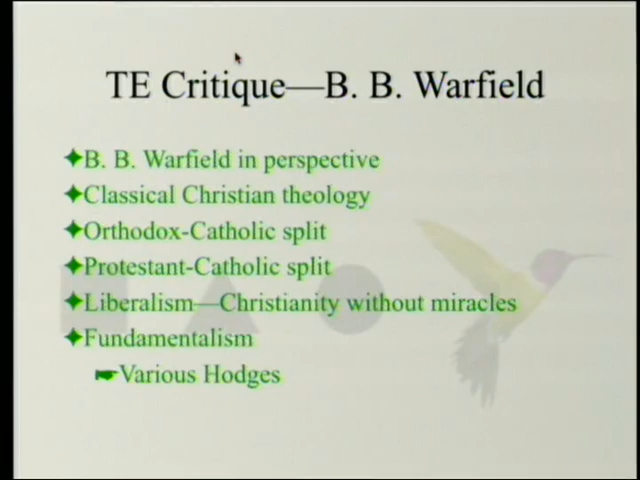 TE Critique—B. B. Warfield
B. B. Warfield in perspective
Classical Christian theology
Orthodox-Catholic split
Protestant-Catholic split
Liberalism—Christianity without miracles
Fundamentalism
Various Hodges